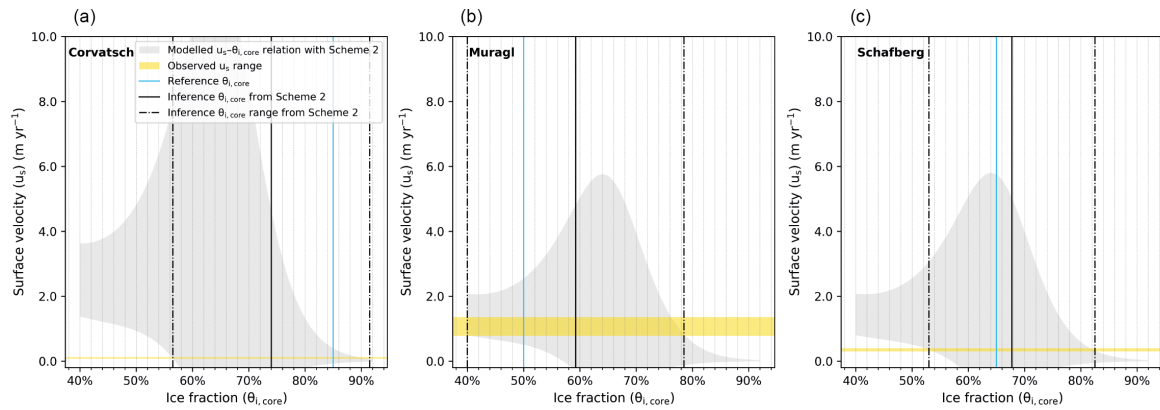 (a)
(b)
(c)
Corvatsch
Modelled uₛ–θᵢ,core relation with Scheme 2
Observed uₛ range
Reference θᵢ,core
Inference θᵢ,core from Scheme 2
Inference θᵢ,core range from Scheme 2
Surface velocity (uₛ) (m yr⁻¹)
10.0
8.0
6.0
4.0
2.0
0.0
40% 50% 60% 70% 80% 90%
Ice fraction (θᵢ,core)
Muragl
Surface velocity (uₛ) (m yr⁻¹)
10.0
8.0
6.0
4.0
2.0
0.0
40% 50% 60% 70% 80% 90%
Ice fraction (θᵢ,core)
Schafberg
Surface velocity (uₛ) (m yr⁻¹)
10.0
8.0
6.0
4.0
2.0
0.0
40% 50% 60% 70% 80% 90%
Ice fraction (θᵢ,core)